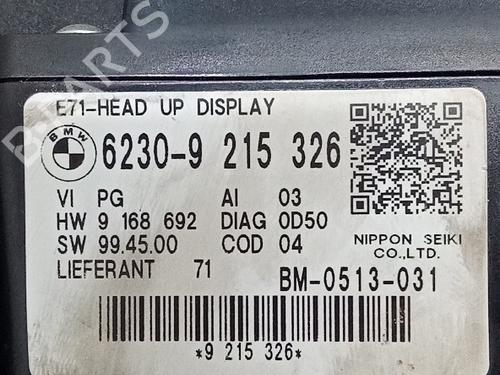 E71-HEAD UP DISPLAY
BMW 6230-9 215 326
VI PG AI 03
HW 9 168 692 DIAG 0D50
SW 99.45.00 COD 04
NIPPON SEIKI
CO.,LTD.
LIEFERANT 71
BM-0513-031
*9 215 326*
B-PARTS